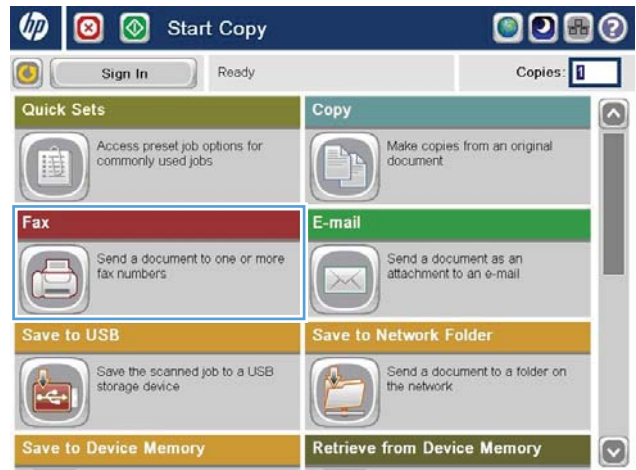 hp
Start Copy
?
Sign In
Ready
Copies: 1
Quick Sets
Access preset job options for
commonly used jobs
Copy
Make copies from an original
document
Fax
Send a document to one or more
fax numbers
E-mail
Send a document as an
attachment to an e-mail
Save to USB
Save the scanned job to a USB
storage device
Save to Network Folder
Send a document to a folder on
the network
Save to Device Memory
Retrieve from Device Memory